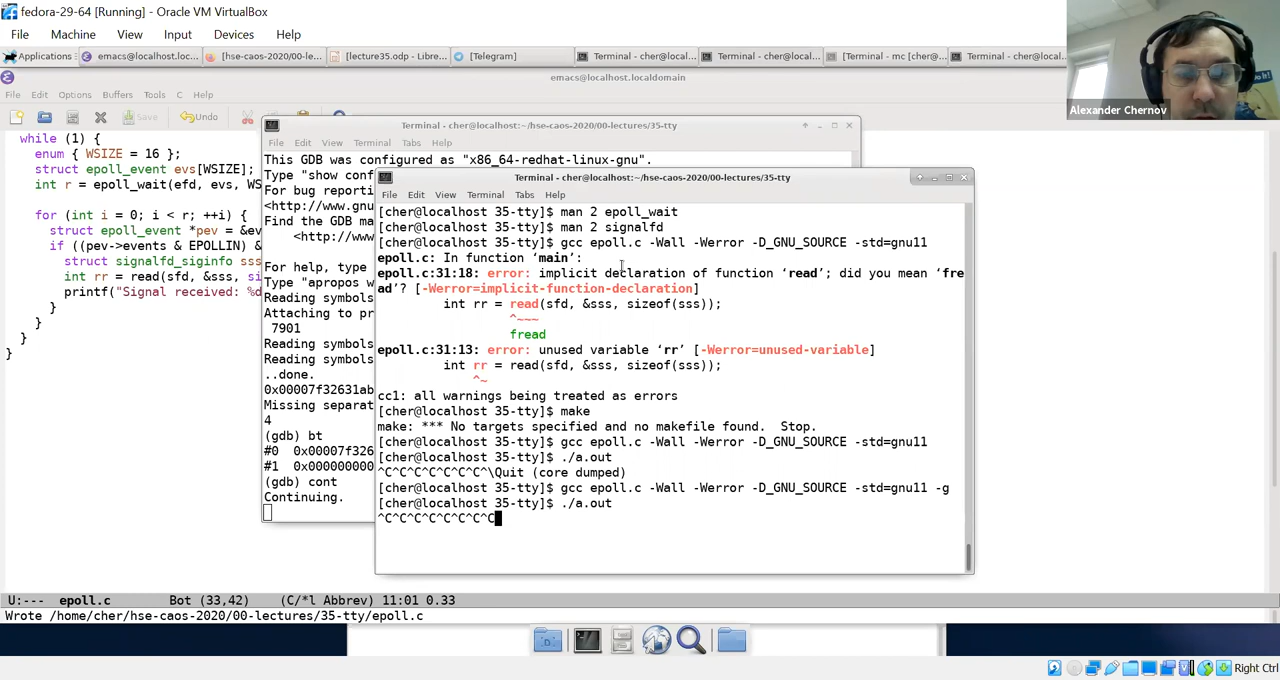 fedora-29-64 [Running] - Oracle VM VirtualBox
File Machine View Input Devices Help
Applications emacs@localhost.loc... [hse-caos-2020/00-le... [lecture35.odp - Libre... [Telegram] Terminal - cher@local... Terminal - cher@local... [Terminal - mc [cher@... Terminal - cher@local...
emacs@localhost.localdomain
File Edit Options Buffers Tools C Help
Save Undo
Alexander Chernov
while (1) {
enum { WSIZE = 16 };
struct epoll_event evs[WSIZE];
int r = epoll_wait(efd, evs, WS
for (int i = 0; i < r; ++i) {
struct epoll_event *pev = &e
if ((pev->events & EPOLLIN) &
struct signalfd_siginfo sss
int rr = read(sfd, &sss, si
printf("Signal received: %d
}
}
}
}
Terminal - cher@localhost:~/hse-caos-2020/00-lectures/35-tty
File Edit View Terminal Tabs Help
This GDB was configured as "x86_64-redhat-linux-gnu".
Type "show conf
For bug reporti
<http://www.gnu
Find the GDB ma
<http://www
For help, type
Type "apropos w
Reading symbols
Attaching to pr
7901
Reading symbols
Reading symbols
..done.
0x00007f32631ab
Missing separat
4
(gdb) bt
#0 0x00007f326
#1 0x000000000
(gdb) cont
Continuing.
Terminal - cher@localhost:~/hse-caos-2020/00-lectures/35-tty
File Edit View Terminal Tabs Help
[cher@localhost 35-tty]$ man 2 epoll_wait
[cher@localhost 35-tty]$ man 2 signalfd
[cher@localhost 35-tty]$ gcc epoll.c -Wall -Werror -D_GNU_SOURCE -std=gnu11
epoll.c: In function ‘main’:
epoll.c:31:18: error: implicit declaration of function ‘read’; did you mean ‘fre
ad’? [-Werror=implicit-function-declaration]
int rr = read(sfd, &sss, sizeof(sss));
^~~~
fread
epoll.c:31:13: error: unused variable ‘rr’ [-Werror=unused-variable]
int rr = read(sfd, &sss, sizeof(sss));
^~
cc1: all warnings being treated as errors
[cher@localhost 35-tty]$ make
make: *** No targets specified and no makefile found.  Stop.
[cher@localhost 35-tty]$ gcc epoll.c -Wall -Werror -D_GNU_SOURCE -std=gnu11
[cher@localhost 35-tty]$ ./a.out
^C^C^C^C^C^C^C^\Quit (core dumped)
[cher@localhost 35-tty]$ gcc epoll.c -Wall -Werror -D_GNU_SOURCE -std=gnu11 -g
[cher@localhost 35-tty]$ ./a.out
^C^C^C^C^C^C^C^C
U:--- epoll.c Bot (33,42) (C/*l Abbrev) 11:01 0.33
Wrote /home/cher/hse-caos-2020/00-lectures/35-tty/epoll.c
Right Ctrl